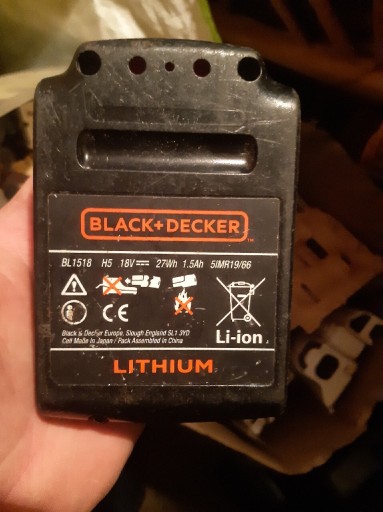 BLACK+DECKER
BL1518 H5 18V⎓ 27Wh 1.5Ah 5IMR19/66
CE
Li-ion
Black & Decker Europe, Slough England SL1 3YD
Cell Made in Japan / Pack Assembled in China
LITHIUM